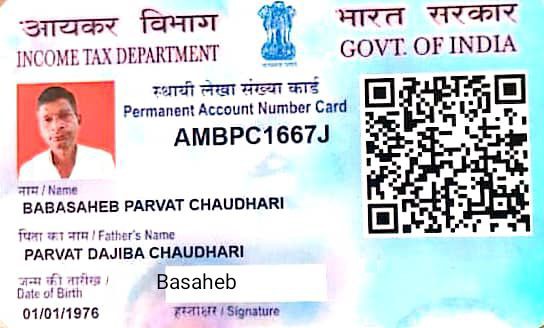 आयकर विभाग
INCOME TAX DEPARTMENT
भारत सरकार
GOVT. OF INDIA
स्थायी लेखा संख्या कार्ड
Permanent Account Number Card
AMBPC1667J
नाम / Name
BABASAHEB PARVAT CHAUDHARI
पिता का नाम / Father's Name
PARVAT DAJIBA CHAUDHARI
जन्म की तारीख /
Date of Birth
01/01/1976
Basaheb
हस्ताक्षर / Signature